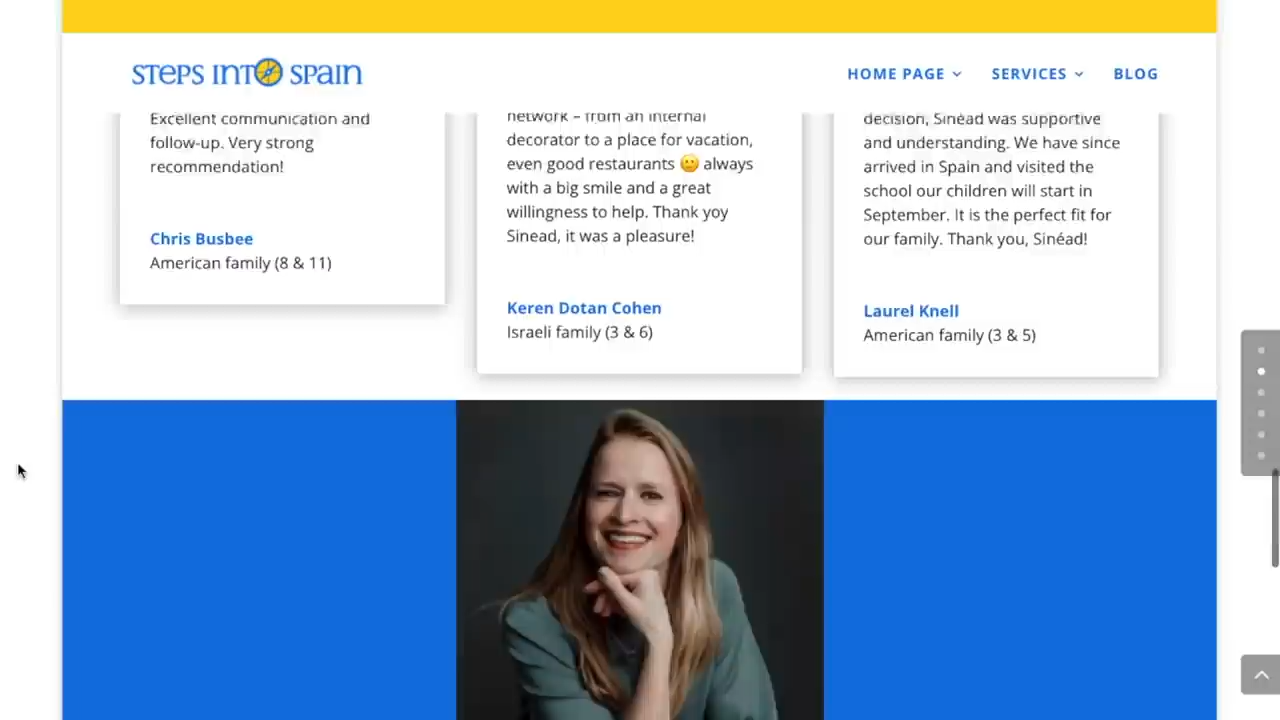 STEPS INTO SPAIN
HOME PAGE
SERVICES
BLOG
Excellent communication and
follow-up. Very strong
recommendation!
Chris Busbee
American family (8 & 11)
network – from an internal
decorator to a place for vacation,
even good restaurants 🙂 always
with a big smile and a great
willingness to help. Thank yoy
Sinead, it was a pleasure!
Keren Dotan Cohen
Israeli family (3 & 6)
decision, Sinéad was supportive
and understanding. We have since
arrived in Spain and visited the
school our children will start in
September. It is the perfect fit for
our family. Thank you, Sinéad!
Laurel Knell
American family (3 & 5)